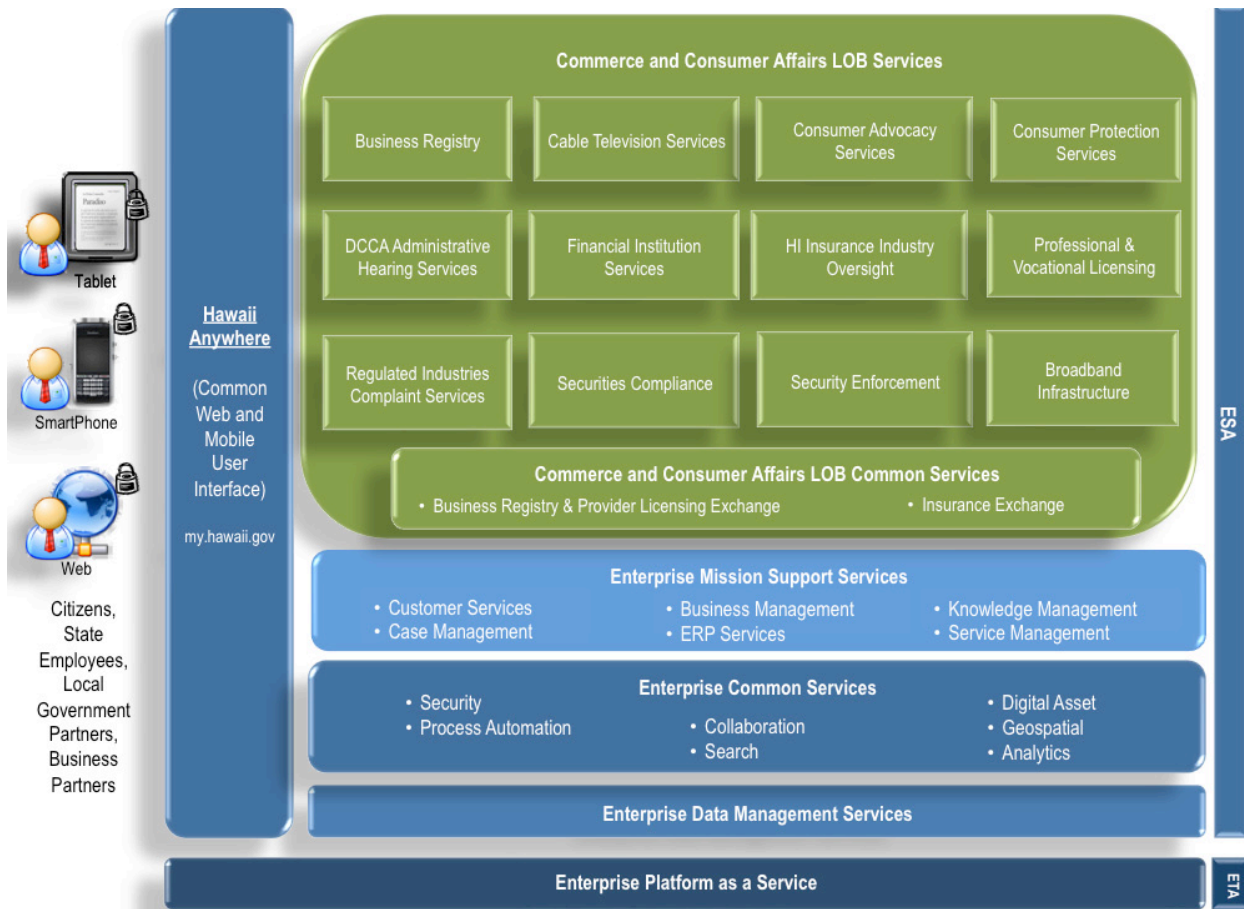 Tablet
SmartPhone
Web
Citizens,
State
Employees,
Local
Government
Partners,
Business
Partners
Hawaii
Anywhere
(Common
Web and
Mobile
User
Interface)
my.hawaii.gov
Commerce and Consumer Affairs LOB Services
Business Registry
Cable Television Services
Consumer Advocacy
Services
Consumer Protection
Services
DCCA Administrative
Hearing Services
Financial Institution
Services
HI Insurance Industry
Oversight
Professional &
Vocational Licensing
Regulated Industries
Complaint Services
Securities Compliance
Security Enforcement
Broadband
Infrastructure
Commerce and Consumer Affairs LOB Common Services
• Business Registry & Provider Licensing Exchange
• Insurance Exchange
Enterprise Mission Support Services
• Customer Services
• Case Management
• Business Management
• ERP Services
• Knowledge Management
• Service Management
Enterprise Common Services
• Security
• Process Automation
• Collaboration
• Search
• Digital Asset
• Geospatial
• Analytics
Enterprise Data Management Services
Enterprise Platform as a Service
ESA
ETA